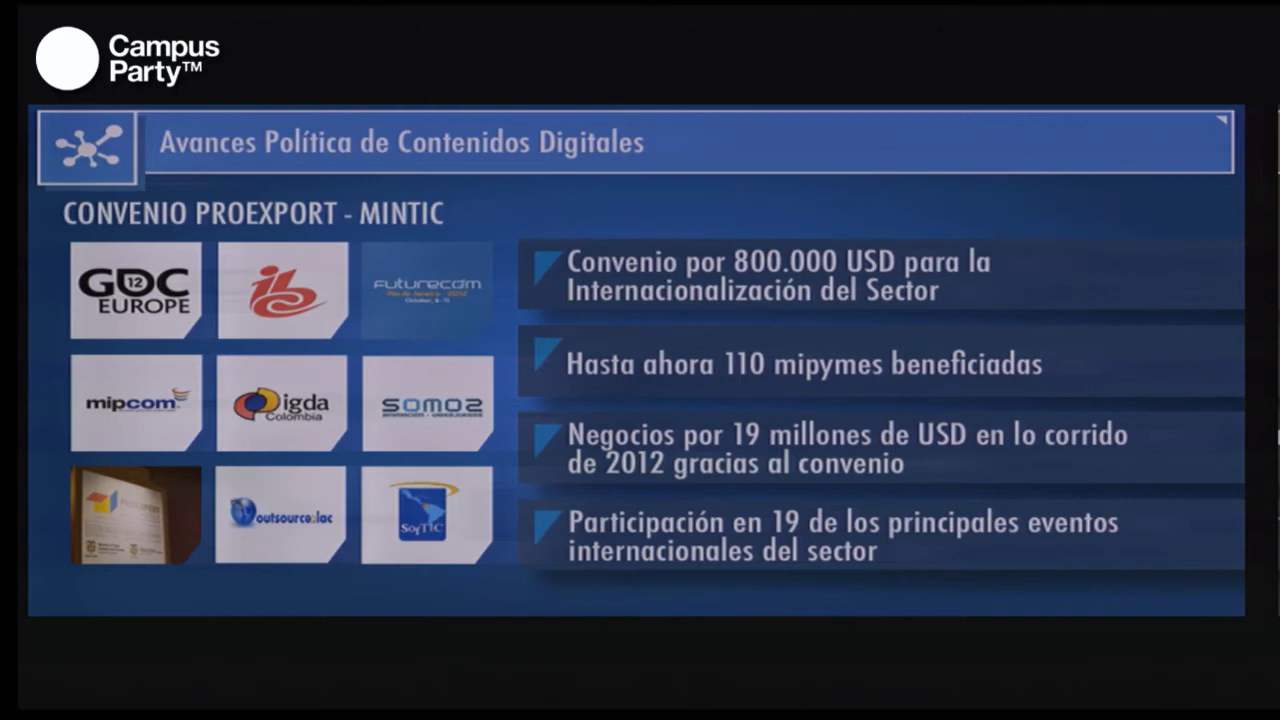 Campus
Party™
Avances Política de Contenidos Digitales
CONVENIO PROEXPORT - MINTIC
GDC
12
EUROPE
futurecom
mipcom
igda
Colombia
somos
outsource2lac
SofTIC
Convenio por 800.000 USD para la
Internacionalización del Sector
Hasta ahora 110 mipymes beneficiadas
Negocios por 19 millones de USD en lo corrido
de 2012 gracias al convenio
Participación en 19 de los principales eventos
internacionales del sector